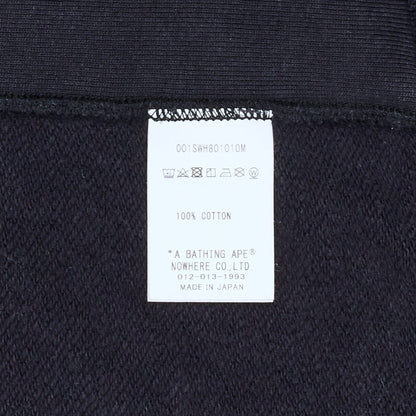 001SWH801010M
100% COTTON
"A BATHING APE®
NOWHERE CO,LTD.
012-013-1993
MADE IN JAPAN